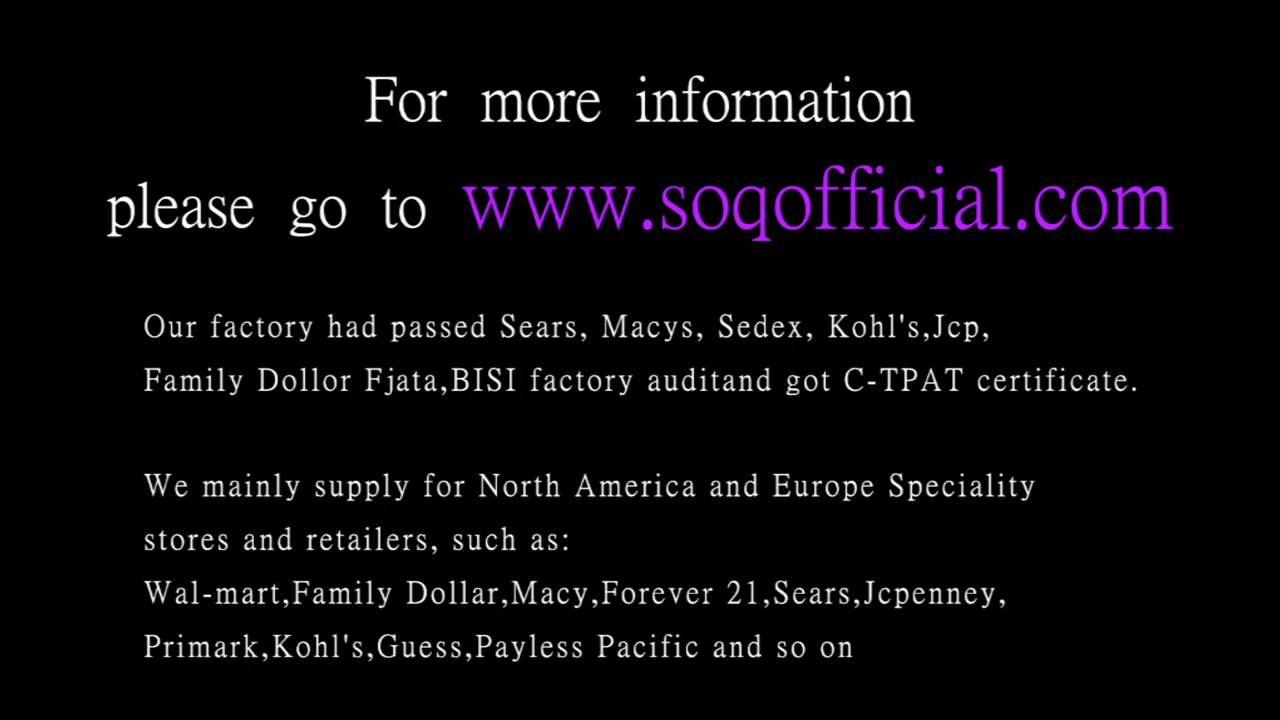 For more information
please go to www.soqofficial.com
Our factory had passed Sears, Macys, Sedex, Kohl's,Jcp,
Family Dollor Fjata,BISI factory auditand got C-TPAT certificate.
We mainly supply for North America and Europe Speciality
stores and retailers, such as:
Wal-mart,Family Dollar,Macy,Forever 21,Sears,Jcpenney,
Primark,Kohl's,Guess,Payless Pacific and so on